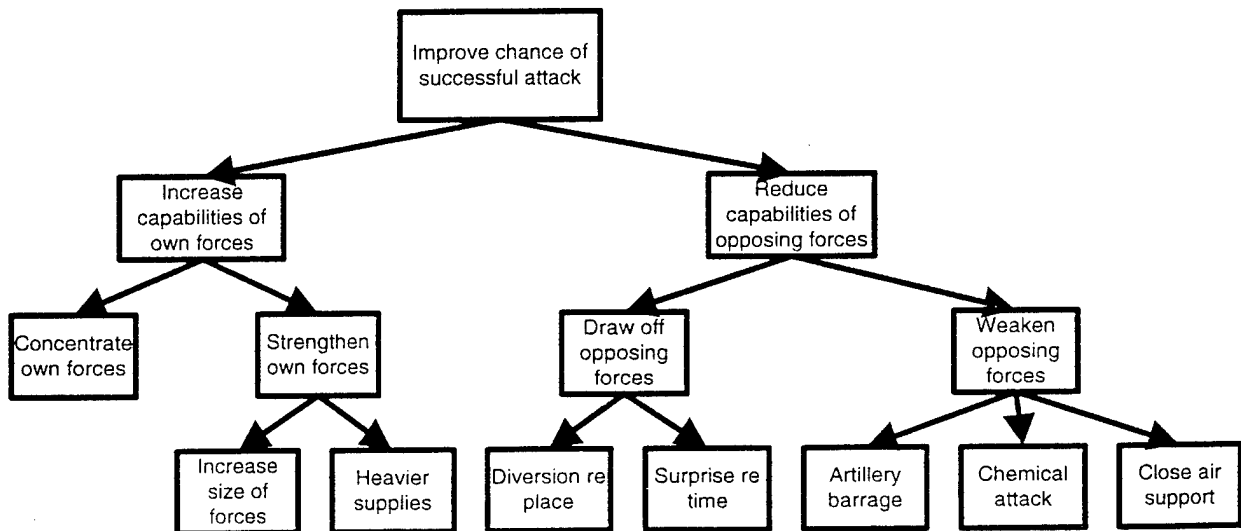 Improve chance of
successful attack
Increase
capabilities of
own forces
Reduce
capabilities of
opposing forces
Concentrate
own forces
Strengthen
own forces
Draw off
opposing
forces
Weaken
opposing
forces
Increase
size of
forces
Heavier
supplies
Diversion re
place
Surprise re
time
Artillery
barrage
Chemical
attack
Close air
support